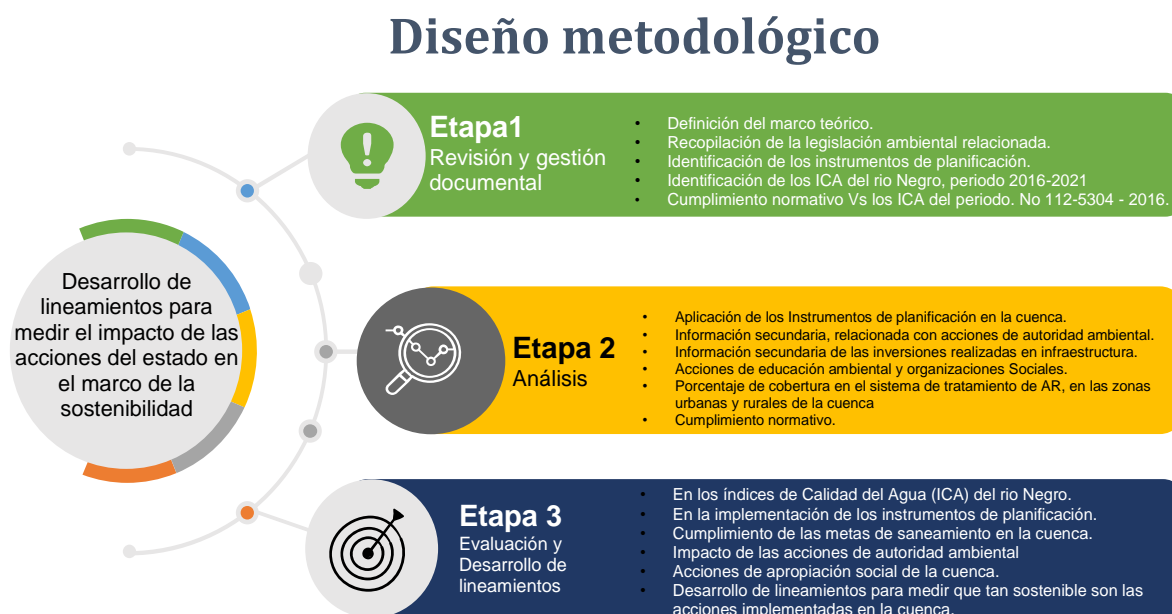 Diseño metodológico
Desarrollo de
lineamientos para
medir el impacto de las
acciones del estado en
el marco de la
sostenibilidad
Etapa1
Revisión y gestión
documental
• Definición del marco teórico.
• Recopilación de la legislación ambiental relacionada.
• Identificación de los instrumentos de planificación.
• Identificación de los ICA del rio Negro, periodo 2016-2021
• Cumplimiento normativo Vs los ICA del periodo. No 112-5304 - 2016.
Etapa 2
Análisis
• Aplicación de los Instrumentos de planificación en la cuenca.
• Información secundaria, relacionada con acciones de autoridad ambiental.
• Información secundaria de las inversiones realizadas en infraestructura.
• Acciones de educación ambiental y organizaciones Sociales.
• Porcentaje de cobertura en el sistema de tratamiento de AR, en las zonas
urbanas y rurales de la cuenca
• Cumplimiento normativo.
Etapa 3
Evaluación y
Desarrollo de
lineamientos
• En los índices de Calidad del Agua (ICA) del rio Negro.
• En la implementación de los instrumentos de planificación.
• Cumplimiento de las metas de saneamiento en la cuenca.
• Impacto de las acciones de autoridad ambiental
• Acciones de apropiación social de la cuenca.
• Desarrollo de lineamientos para medir que tan sostenible son las
acciones implementadas en la cuenca.